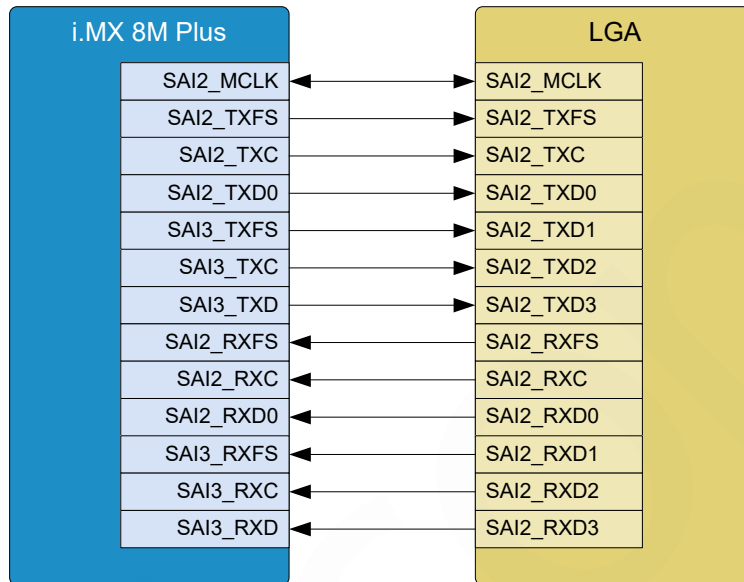 i.MX 8M Plus LGA
SAI2_MCLK SAI2_MCLK
SAI2_TXFS SAI2_TXFS
SAI2_TXC SAI2_TXC
SAI2_TXD0 SAI2_TXD0
SAI3_TXFS SAI2_TXD1
SAI3_TXC SAI2_TXD2
SAI3_TXD SAI2_TXD3
SAI2_RXFS SAI2_RXFS
SAI2_RXC SAI2_RXC
SAI2_RXD0 SAI2_RXD0
SAI3_RXFS SAI2_RXD1
SAI3_RXC SAI2_RXD2
SAI3_RXD SAI2_RXD3